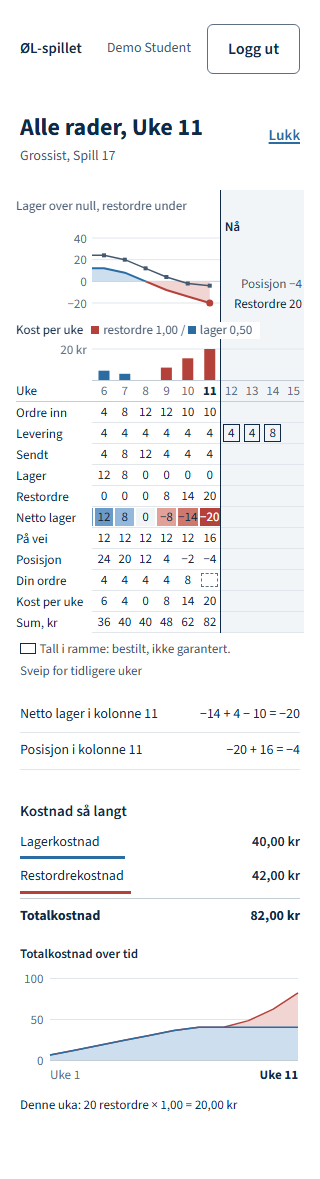 ØL-spillet Demo Student Logg ut
Alle rader, Uke 11
Lukk
Grossist, Spill 17
Lager over null, restordre under
Nå
40
20
0
−20
Posisjon −4
Restordre 20
Kost per uke restordre 1,00 / lager 0,50
20 kr
Uke 6 7 8 9 10 11 12 13 14 15
Ordre inn 4 8 12 12 10 10
Levering 4 4 4 4 4 4 4 4 8
Sendt 4 8 12 4 4 4
Lager 12 8 0 0 0 0
Restordre 0 0 0 8 14 20
Netto lager 12 8 0 −8 −14 −20
På vei 12 12 12 12 12 16
Posisjon 24 20 12 4 −2 −4
Din ordre 4 4 4 4 8
Kost per uke 6 4 0 8 14 20
Sum, kr 36 40 40 48 62 82
Tall i ramme: bestilt, ikke garantert.
Sveip for tidligere uker
Netto lager i kolonne 11 −14 + 4 − 10 = −20
Posisjon i kolonne 11 −20 + 16 = −4
Kostnad så langt
Lagerkostnad 40,00 kr
Restordrekostnad 42,00 kr
Totalkostnad 82,00 kr
Totalkostnad over tid
100
50
0
Uke 1 Uke 11
Denne uka: 20 restordre × 1,00 = 20,00 kr